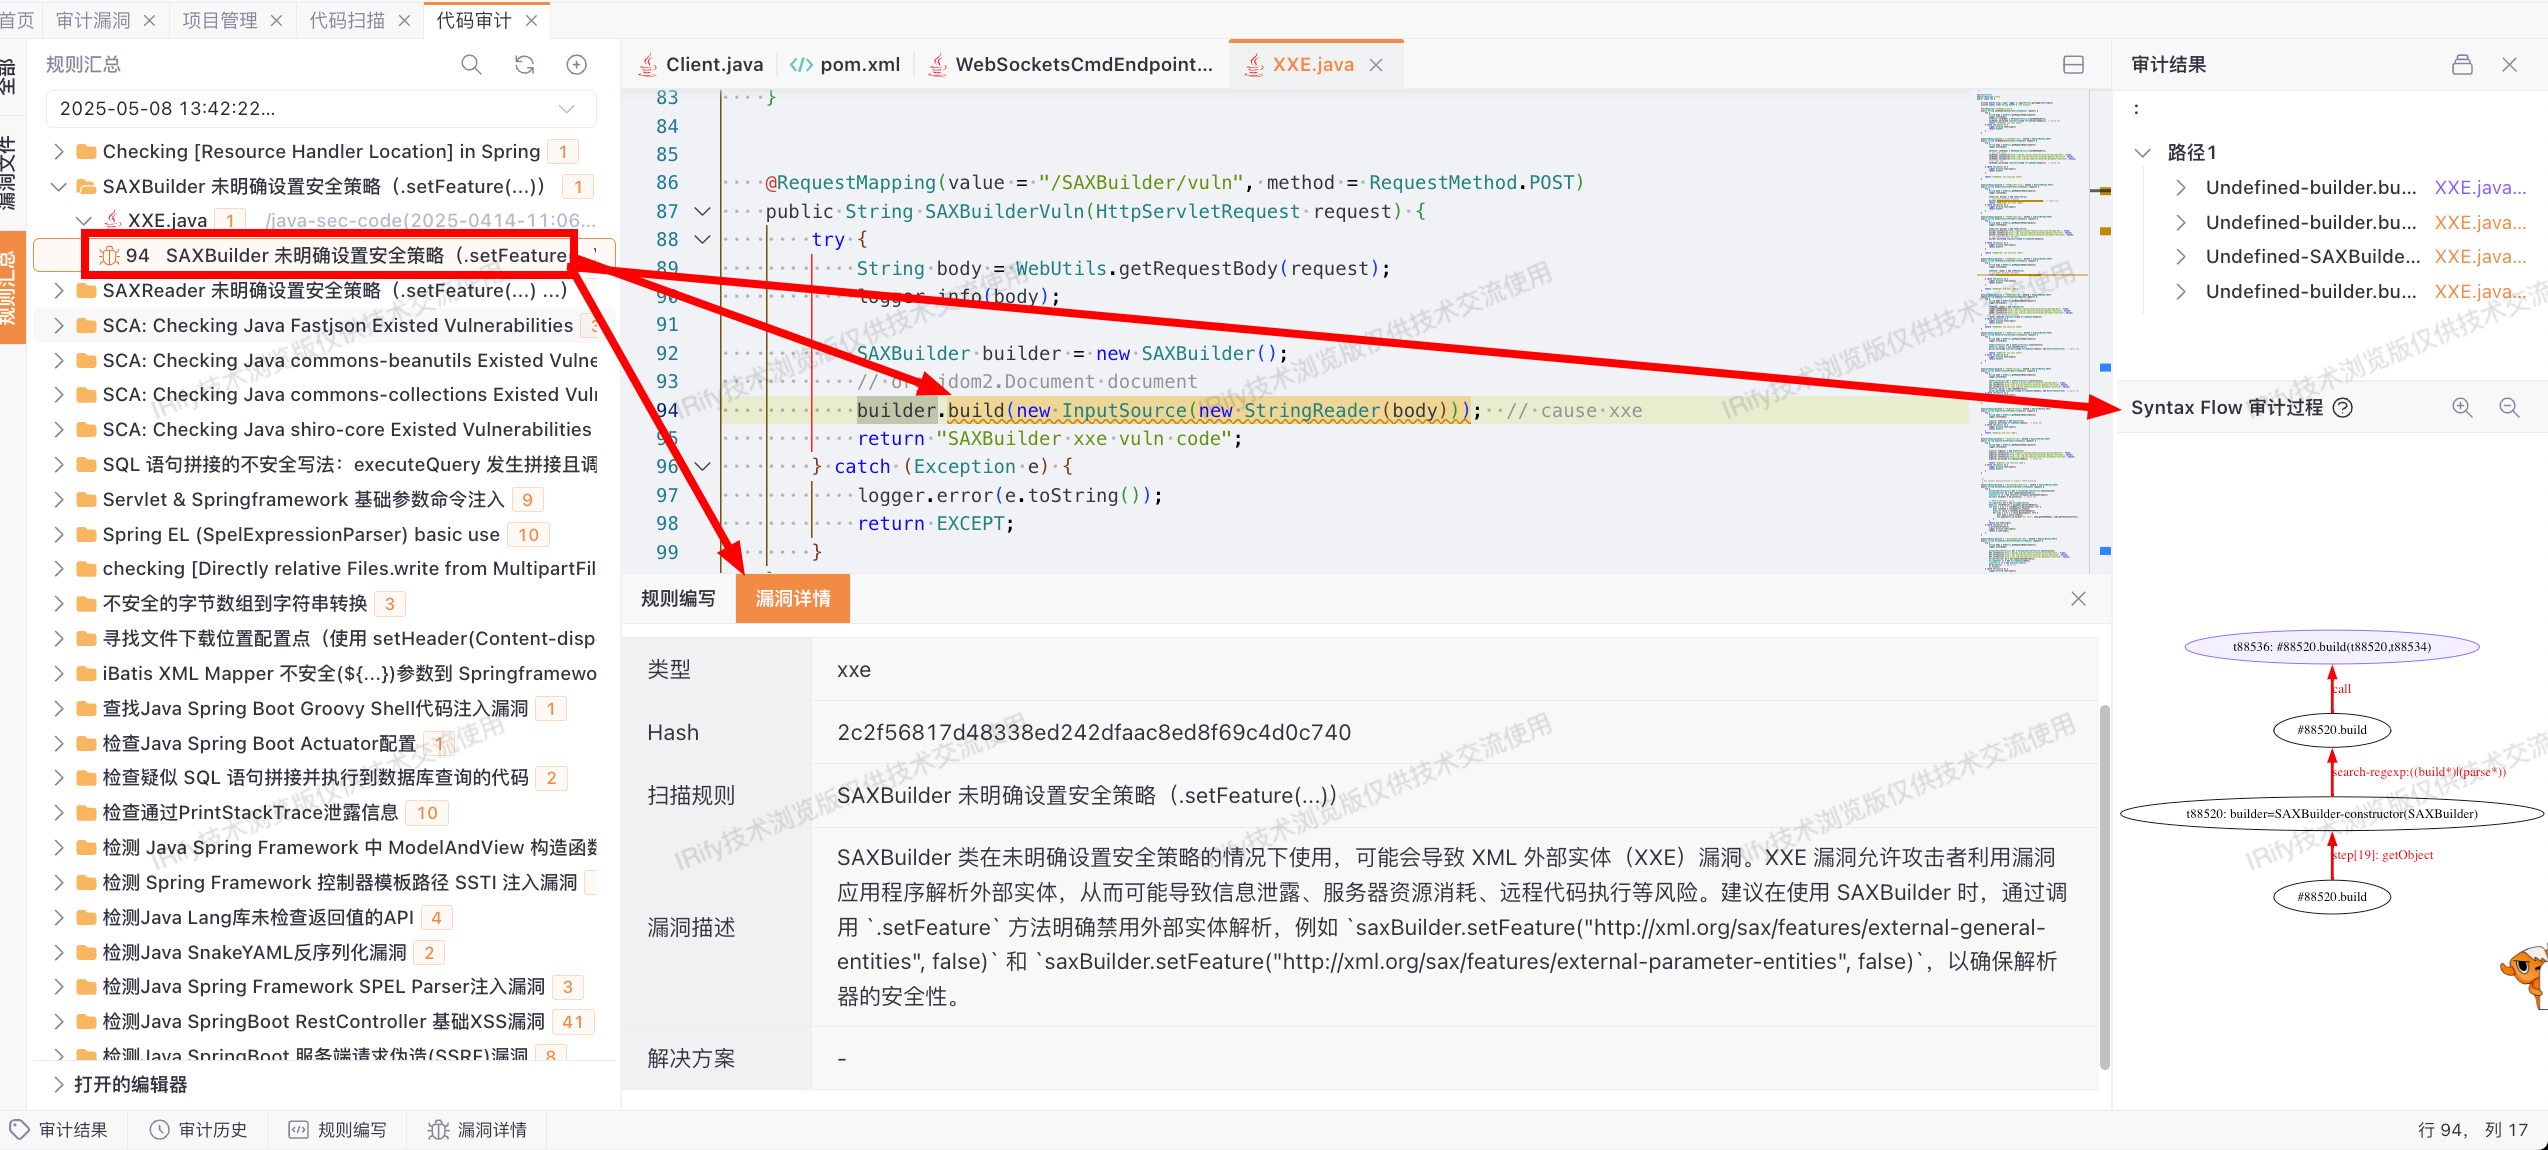 首页
审计漏洞
项目管理
代码扫描
代码审计
全部
漏洞文件
规则汇总
规则汇总
2025-05-08 13:42:22...
Checking [Resource Handler Location] in Spring 1
SAXBuilder 未明确设置安全策略（.setFeature(...)） 1
XXE.java 1 /java-sec-code(2025-0414-11:06...
94 SAXBuilder 未明确设置安全策略（.setFeature(
SAXReader 未明确设置安全策略（.setFeature(...) ...)
SCA: Checking Java Fastjson Existed Vulnerabilities 3
SCA: Checking Java commons-beanutils Existed Vulne
SCA: Checking Java commons-collections Existed Vul
SCA: Checking Java shiro-core Existed Vulnerabilities
SQL 语句拼接的不安全写法：executeQuery 发生拼接且调
Servlet & Springframework 基础参数命令注入 9
Spring EL (SpelExpressionParser) basic use 10
checking [Directly relative Files.write from MultipartFil
不安全的字节数组到字符串转换 3
寻找文件下载位置配置点（使用 setHeader(Content-disp
iBatis XML Mapper 不安全(${...})参数到 Springframewo
查找Java Spring Boot Groovy Shell代码注入漏洞 1
检查Java Spring Boot Actuator配置 1
检查疑似 SQL 语句拼接并执行到数据库查询的代码 2
检查通过PrintStackTrace泄露信息 10
检测 Java Spring Framework 中 ModelAndView 构造函数
检测 Spring Framework 控制器模板路径 SSTI 注入漏洞
检测Java Lang库未检查返回值的API 4
检测Java SnakeYAML反序列化漏洞 2
检测Java Spring Framework SPEL Parser注入漏洞 3
检测Java SpringBoot RestController 基础XSS漏洞 41
检测Java SpringBoot 服务端请求伪造(SSRF)漏洞 8
打开的编辑器
Client.java
pom.xml
WebSocketsCmdEndpoint...
XXE.java
83 }
84
85
86 @RequestMapping(value = "/SAXBuilder/vuln", method = RequestMethod.POST)
87 public String SAXBuilderVuln(HttpServletRequest request) {
88 try {
89 String body = WebUtils.getRequestBody(request);
90 logger.info(body);
91
92 SAXBuilder builder = new SAXBuilder();
93 // org.jdom2.Document document
94 builder.build(new InputSource(new StringReader(body))); // cause xxe
95 return "SAXBuilder xxe vuln code";
96 } catch (Exception e) {
97 logger.error(e.toString());
98 return EXCEPT;
99 }
规则编写
漏洞详情
类型 xxe
Hash 2c2f56817d48338ed242dfaac8ed8f69c4d0c740
扫描规则 SAXBuilder 未明确设置安全策略（.setFeature(...)）
漏洞描述
SAXBuilder 类在未明确设置安全策略的情况下使用，可能会导致 XML 外部实体（XXE）漏洞。XXE 漏洞允许攻击者利用漏洞
应用程序解析外部实体，从而可能导致信息泄露、服务器资源消耗、远程代码执行等风险。建议在使用 SAXBuilder 时，通过调
用 `.setFeature` 方法明确禁用外部实体解析，例如 `saxBuilder.setFeature("http://xml.org/sax/features/external-general-
entities", false)` 和 `saxBuilder.setFeature("http://xml.org/sax/features/external-parameter-entities", false)`，以确保解析
器的安全性。
解决方案 -
审计结果
:
路径1
Undefined-builder.bu... XXE.java...
Undefined-builder.bu... XXE.java...
Undefined-SAXBuilde... XXE.java...
Undefined-builder.bu... XXE.java...
Syntax Flow 审计过程
t88536: #88520.build(t88520,t88534)
call
#88520.build
search-regexp:((build*)|(parse*))
t88520: builder=SAXBuilder-constructor(SAXBuilder)
step[19]: getObject
#88520.build
审计结果
审计历史
规则编写
漏洞详情
行 94， 列 17
IRify技术浏览版仅供技术交流使用